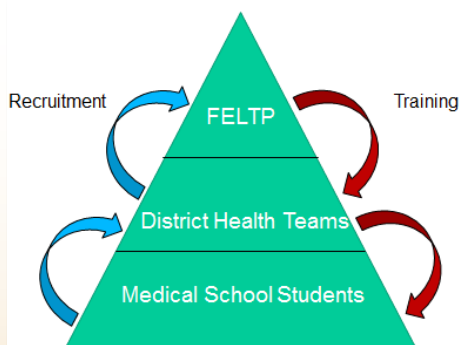 Recruitment
Training
FELTP
District Health Teams
Medical School Students